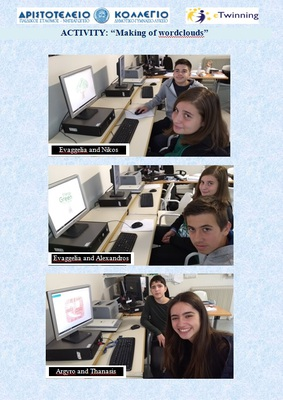 ΑΡΙΣΤΟΤΕΛΕΙΟ ΚΟΛΛΕΓΙΟ
eTwinning
ACTIVITY: “Making of wordclouds”
Evaggelia and Nikos
Evaggelia and Alexandros
Argyro and Thanasis